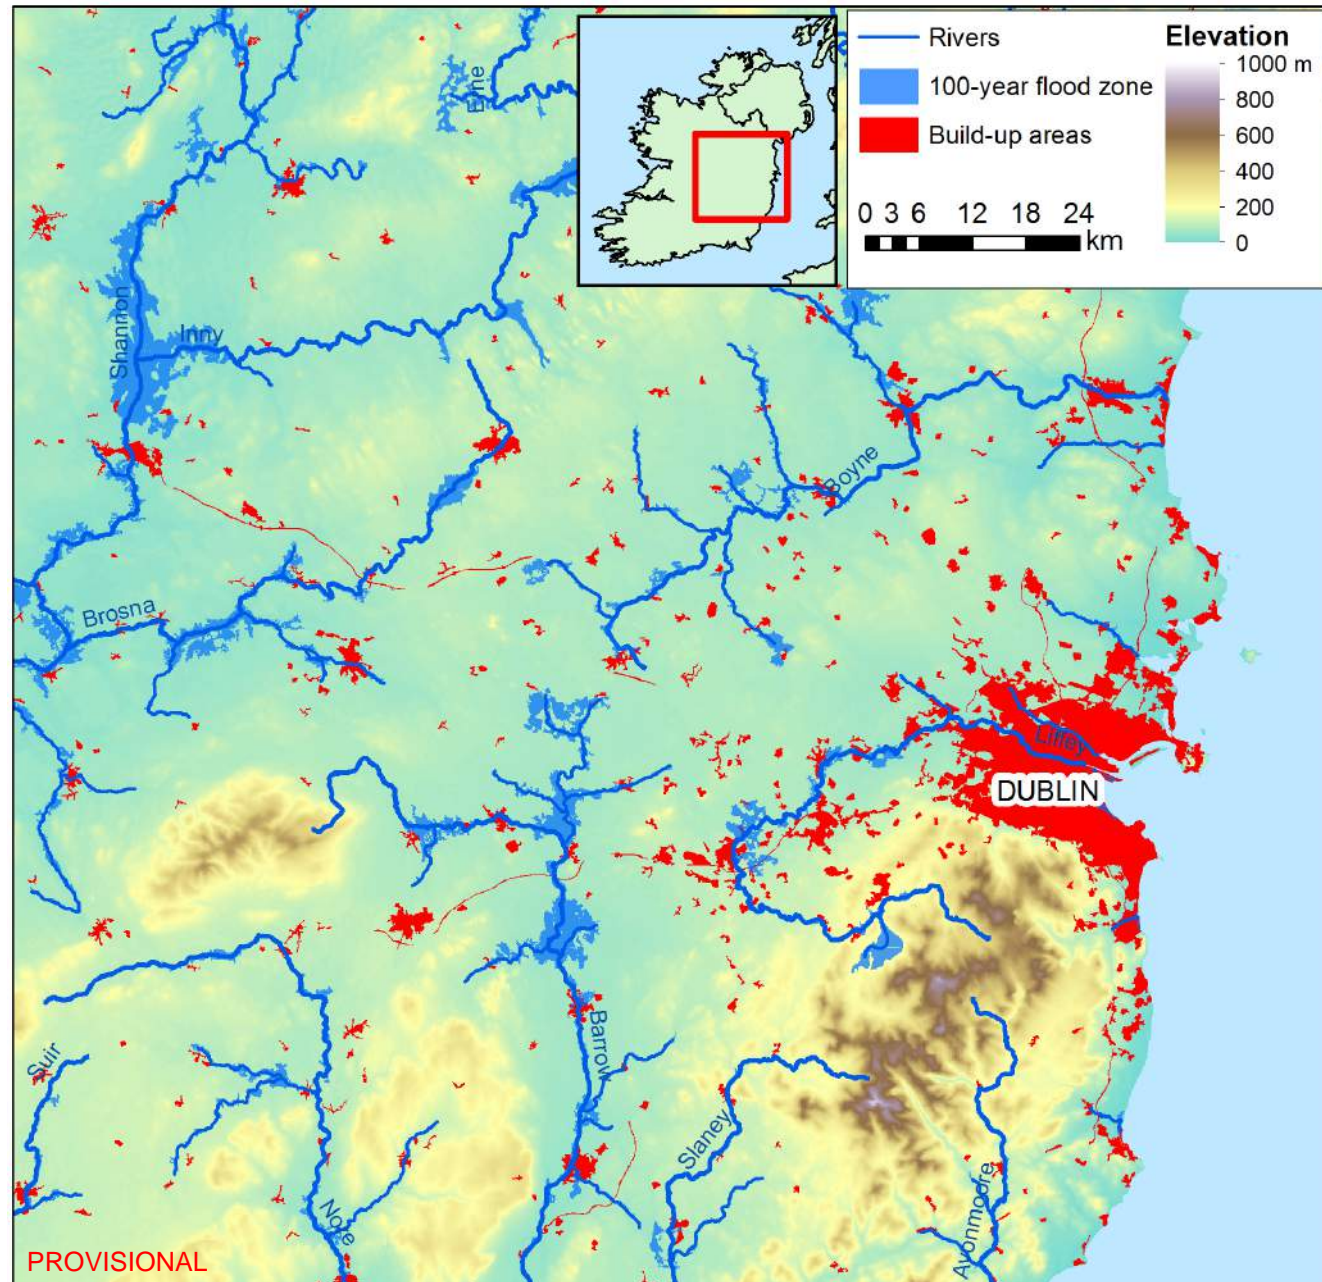 Rivers
100-year flood zone
Build-up areas
0 3 6 12 18 24
km
Elevation
1000 m
800
600
400
200
0
Erne
Shannon
Inny
Boyne
Brosna
Liffey
DUBLIN
Barrow
Suir
Slaney
Nore
Avonmoore
PROVISIONAL